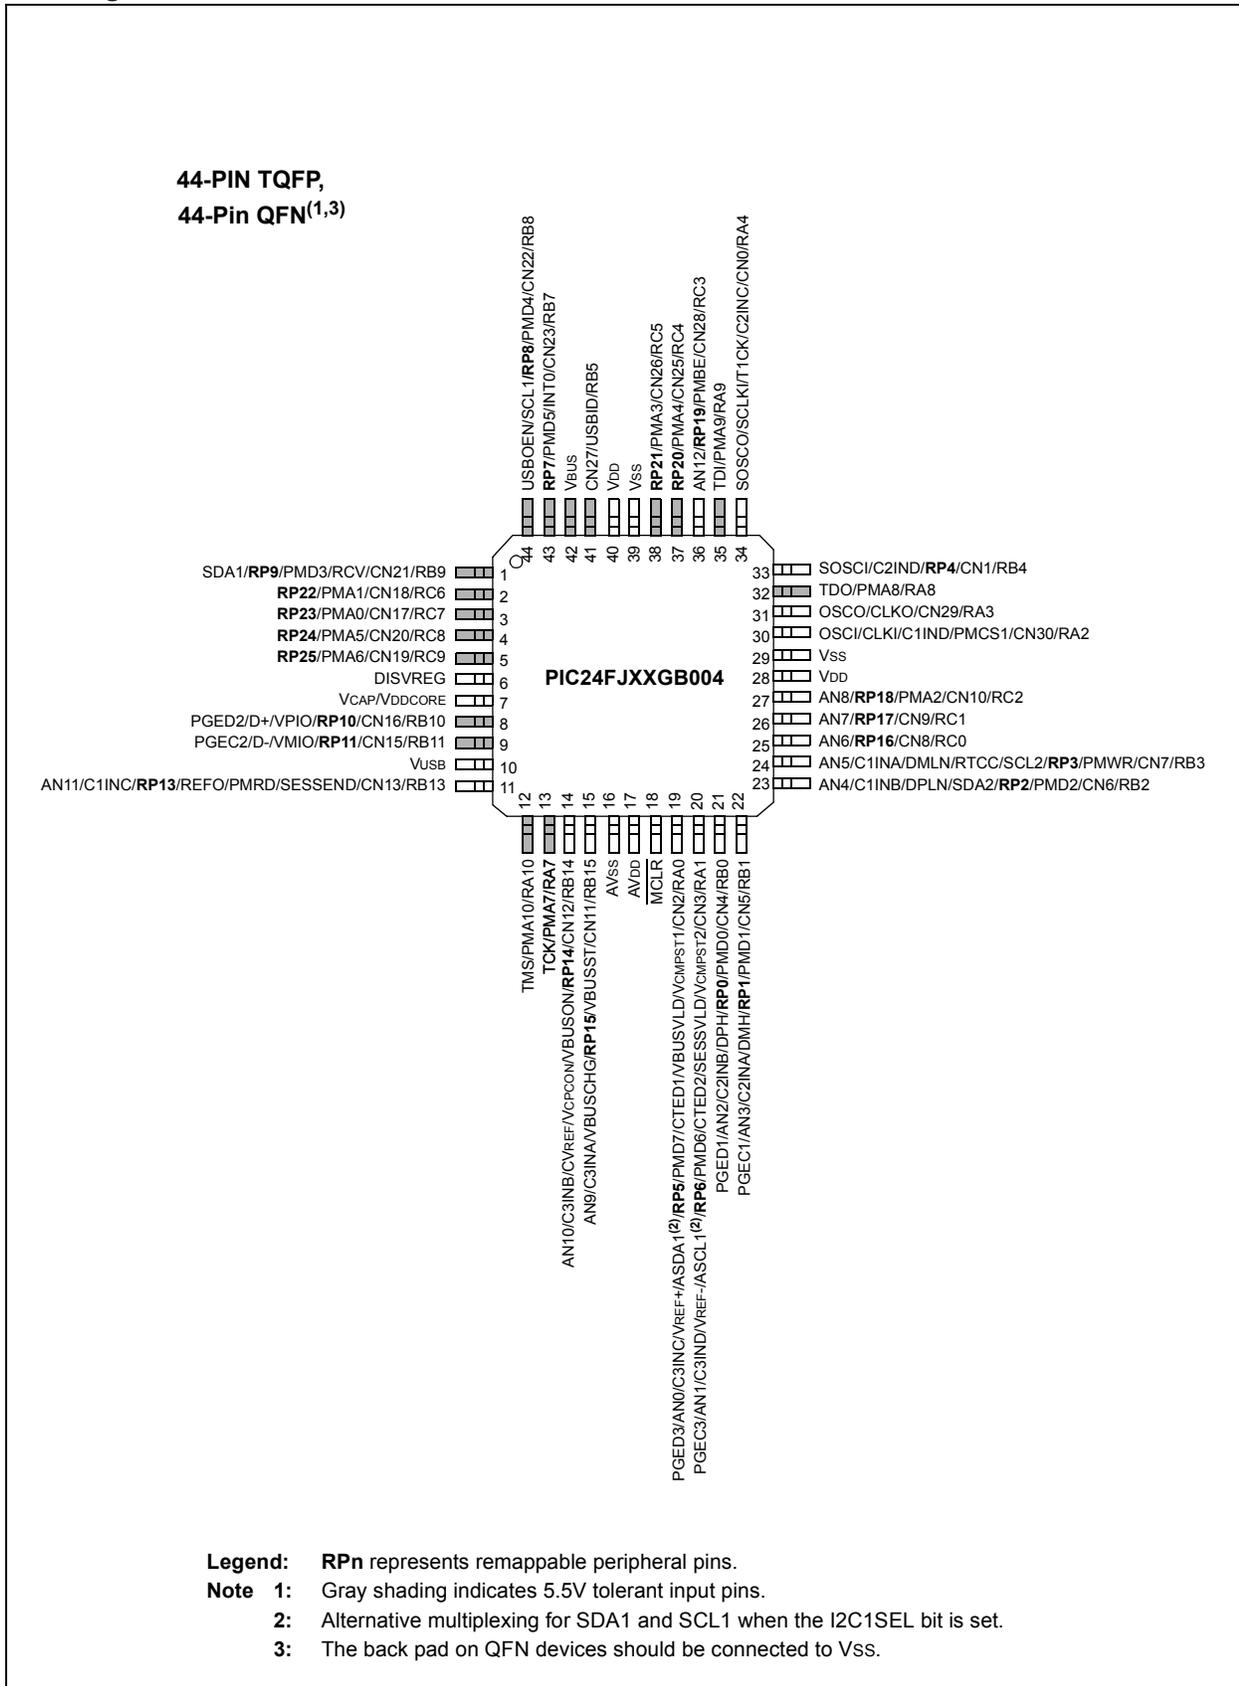 44-PIN TQFP,
44-Pin QFN(1,3)
USBOEN/SCL1/RP8/PMD4/CN22/RB8
RP7/PMD5/INT0/CN23/RB7
VBUS
CN27/USBID/RB5
VDD
VSS
RP21/PMA3/CN26/RC5
RP20/PMA4/CN25/RC4
AN12/RP19/PMBE/CN28/RC3
TDI/PMA9/RA9
SOSCO/SCLKI/T1CK/C2INC/CN0/RA4
44 43 42 41 40 39 38 37 36 35 34
SDA1/RP9/PMD3/RCV/CN21/RB9 1
RP22/PMA1/CN18/RC6 2
RP23/PMA0/CN17/RC7 3
RP24/PMA5/CN20/RC8 4
RP25/PMA6/CN19/RC9 5
DISVREG 6
VCAP/VDDCORE 7
PGED2/D+/VPIO/RP10/CN16/RB10 8
PGEC2/D-/VMIO/RP11/CN15/RB11 9
VUSB 10
AN11/C1INC/RP13/REFO/PMRD/SESSEND/CN13/RB13 11
PIC24FJXXGB004
33 SOSCI/C2IND/RP4/CN1/RB4
32 TDO/PMA8/RA8
31 OSCO/CLKO/CN29/RA3
30 OSCI/CLKI/C1IND/PMCS1/CN30/RA2
29 VSS
28 VDD
27 AN8/RP18/PMA2/CN10/RC2
26 AN7/RP17/CN9/RC1
25 AN6/RP16/CN8/RC0
24 AN5/C1INA/DMLN/RTCC/SCL2/RP3/PMWR/CN7/RB3
23 AN4/C1INB/DPLN/SDA2/RP2/PMD2/CN6/RB2
12 13 14 15 16 17 18 19 20 21 22
TMS/PMA10/RA10
TCK/PMA7/RA7
AN10/C3INB/CVREF/VCPCON/VBUSON/RP14/CN12/RB14
AN9/C3INA/VBUSCHG/RP15/VBUSST/CN11/RB15
AVSS
AVDD
MCLR
PGED3/AN0/C3INC/VREF+/ASDA1(2)/RP5/PMD7/CTED1/VBUSVLD/VCMPST1/CN2/RA0
PGEC3/AN1/C3IND/VREF-/ASCL1(2)/RP6/PMD6/CTED2/SESSVLD/VCMPST2/CN3/RA1
PGED1/AN2/C2INB/DPH/RP0/PMD0/CN4/RB0
PGEC1/AN3/C2INA/DMH/RP1/PMD1/CN5/RB1
Legend: RPn represents remappable peripheral pins.
Note 1: Gray shading indicates 5.5V tolerant input pins.
2: Alternative multiplexing for SDA1 and SCL1 when the I2C1SEL bit is set.
3: The back pad on QFN devices should be connected to VSS.